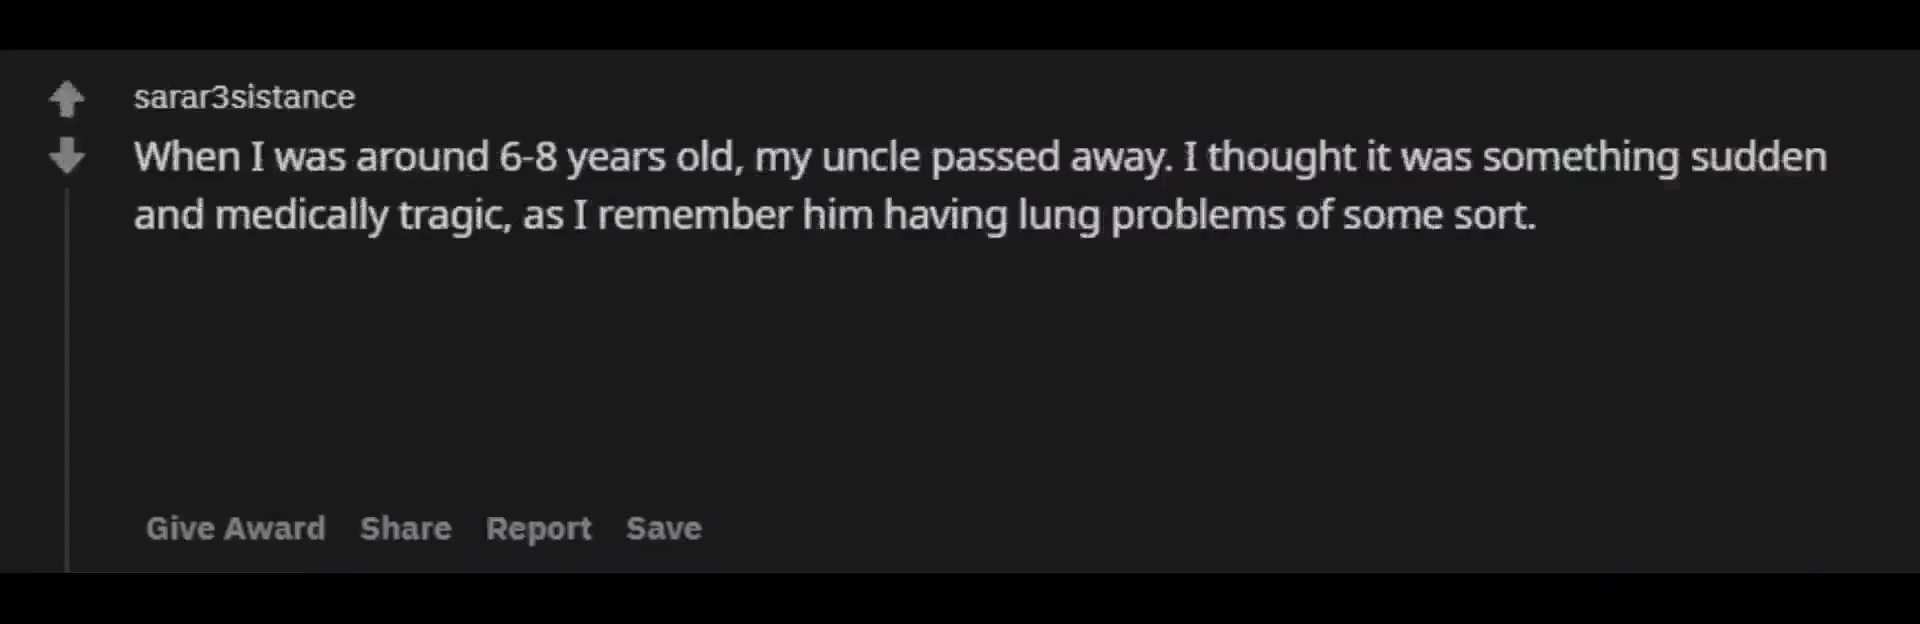 sarar3sistance
When I was around 6-8 years old, my uncle passed away. I thought it was something sudden
and medically tragic, as I remember him having lung problems of some sort.
Give Award Share Report Save